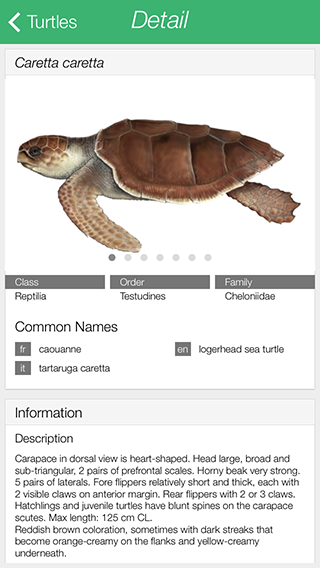 Turtles
Detail
Caretta caretta
Class
Order
Family
Reptilia
Testudines
Cheloniidae
Common Names
fr caouanne
en logerhead sea turtle
it tartaruga caretta
Information
Description
Carapace in dorsal view is heart-shaped. Head large, broad and
sub-triangular, 2 pairs of prefrontal scales. Horny beak very strong.
5 pairs of laterals. Fore flippers relatively short and thick, each with
2 visible claws on anterior margin. Rear flippers with 2 or 3 claws.
Hatchlings and juvenile turtles have blunt spines on the carapace
scutes. Max length: 125 cm CL.
Reddish brown coloration, sometimes with dark streaks that
become orange-creamy on the flanks and yellow-creamy
underneath.